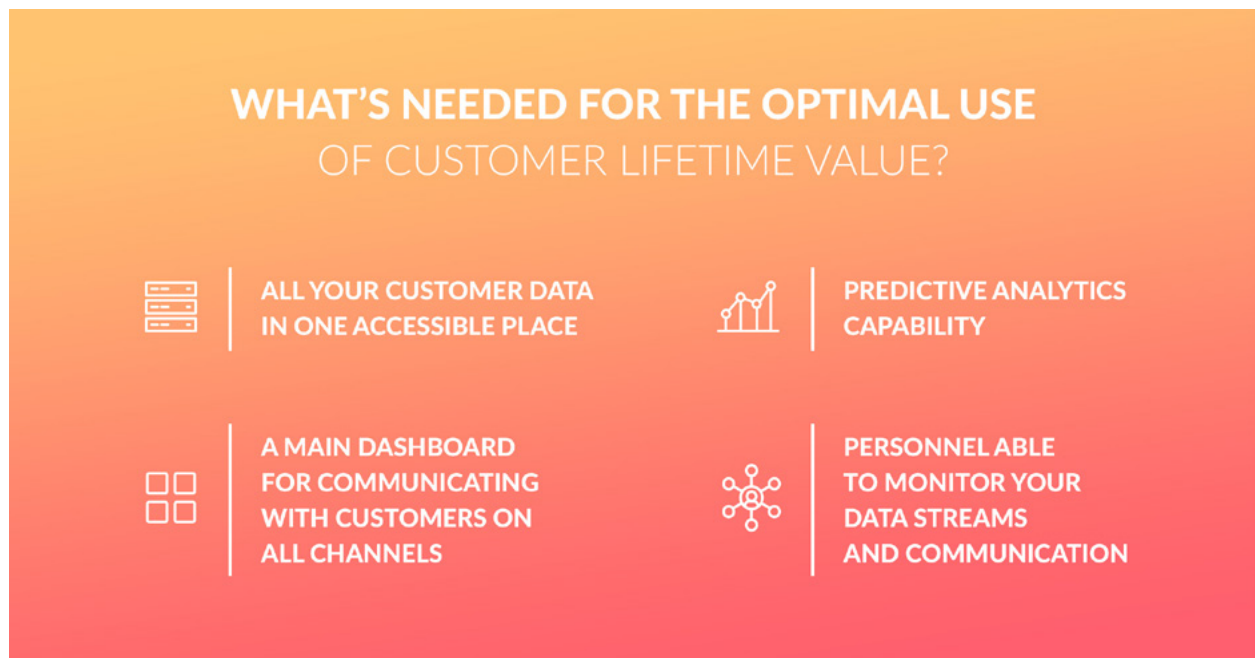 WHAT'S NEEDED FOR THE OPTIMAL USE
OF CUSTOMER LIFETIME VALUE?
ALL YOUR CUSTOMER DATA
IN ONE ACCESSIBLE PLACE
PREDICTIVE ANALYTICS
CAPABILITY
A MAIN DASHBOARD
FOR COMMUNICATING
WITH CUSTOMERS ON
ALL CHANNELS
PERSONNEL ABLE
TO MONITOR YOUR
DATA STREAMS
AND COMMUNICATION